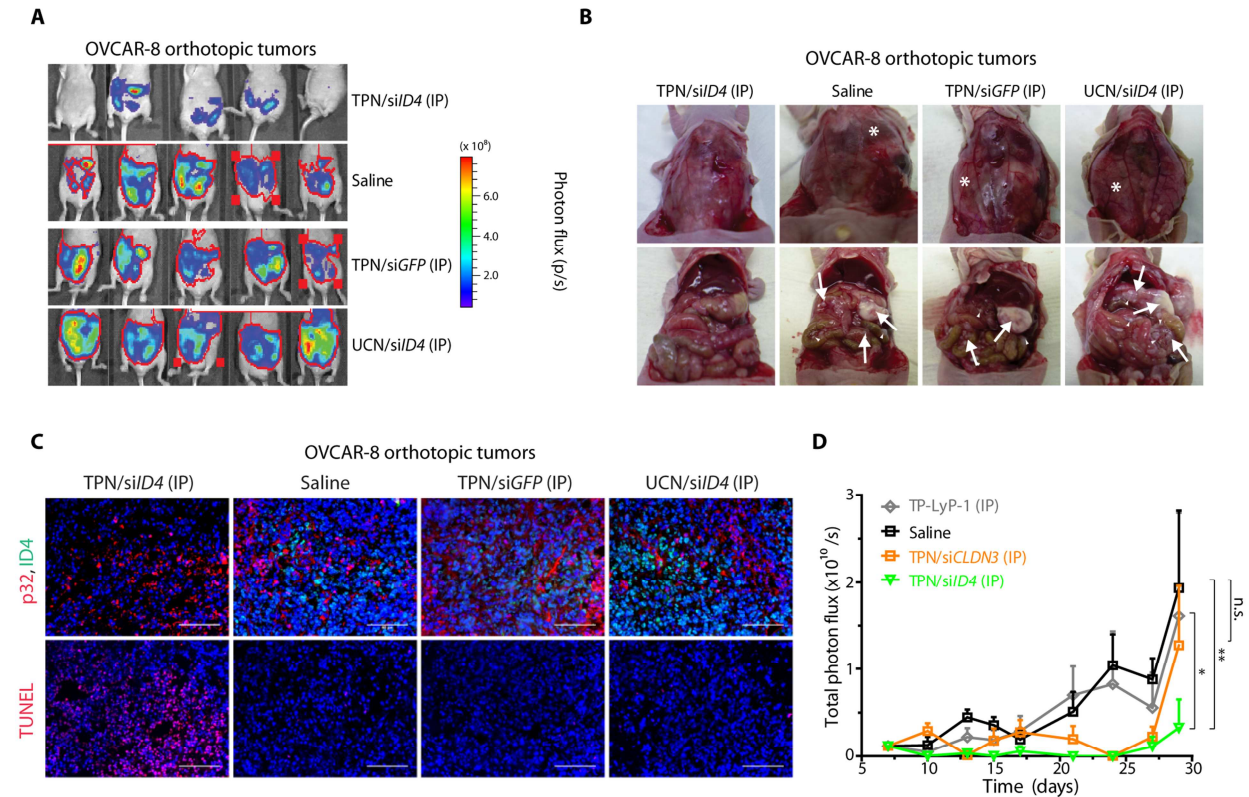 A
OVCAR-8 orthotopic tumors
TPN/siID4 (IP)
Saline
TPN/siGFP (IP)
UCN/siID4 (IP)
(x 10⁸)
6.0
4.0
2.0
Photon flux (p/s)
B
OVCAR-8 orthotopic tumors
TPN/siID4 (IP) Saline TPN/siGFP (IP) UCN/siID4 (IP)
*
*
*
C
OVCAR-8 orthotopic tumors
TPN/siID4 (IP) Saline TPN/siGFP (IP) UCN/siID4 (IP)
p32, ID4
TUNEL
D
TP-LyP-1 (IP)
Saline
TPN/siCLDN3 (IP)
TPN/siID4 (IP)
Total photon flux (x10¹⁰ /s)
3
2
1
0
5 10 15 20 25 30
Time (days)
*
**
n.s.